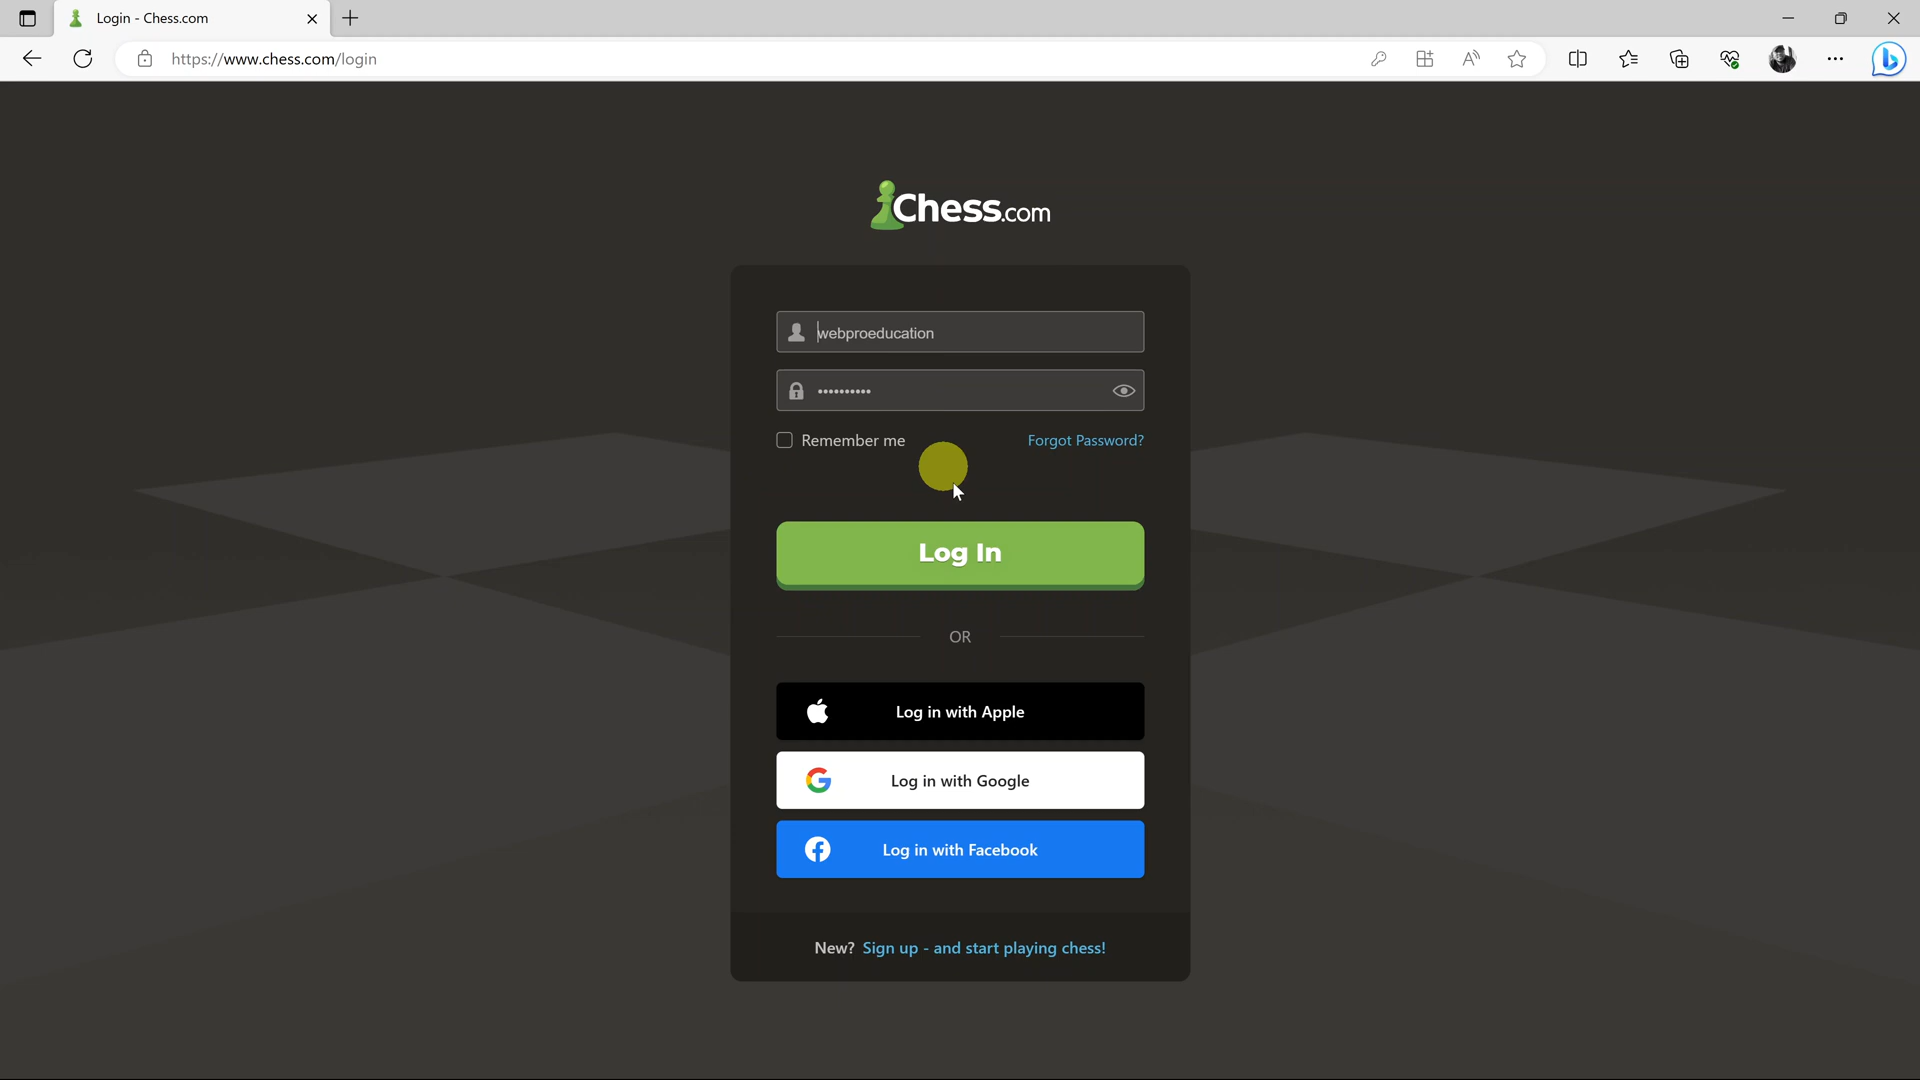 Login - Chess.com
https://www.chess.com/login
Chess.com
webproeducation
••••••••••
Remember me
Forgot Password?
Log In
OR
Log in with Apple
Log in with Google
Log in with Facebook
New? Sign up - and start playing chess!